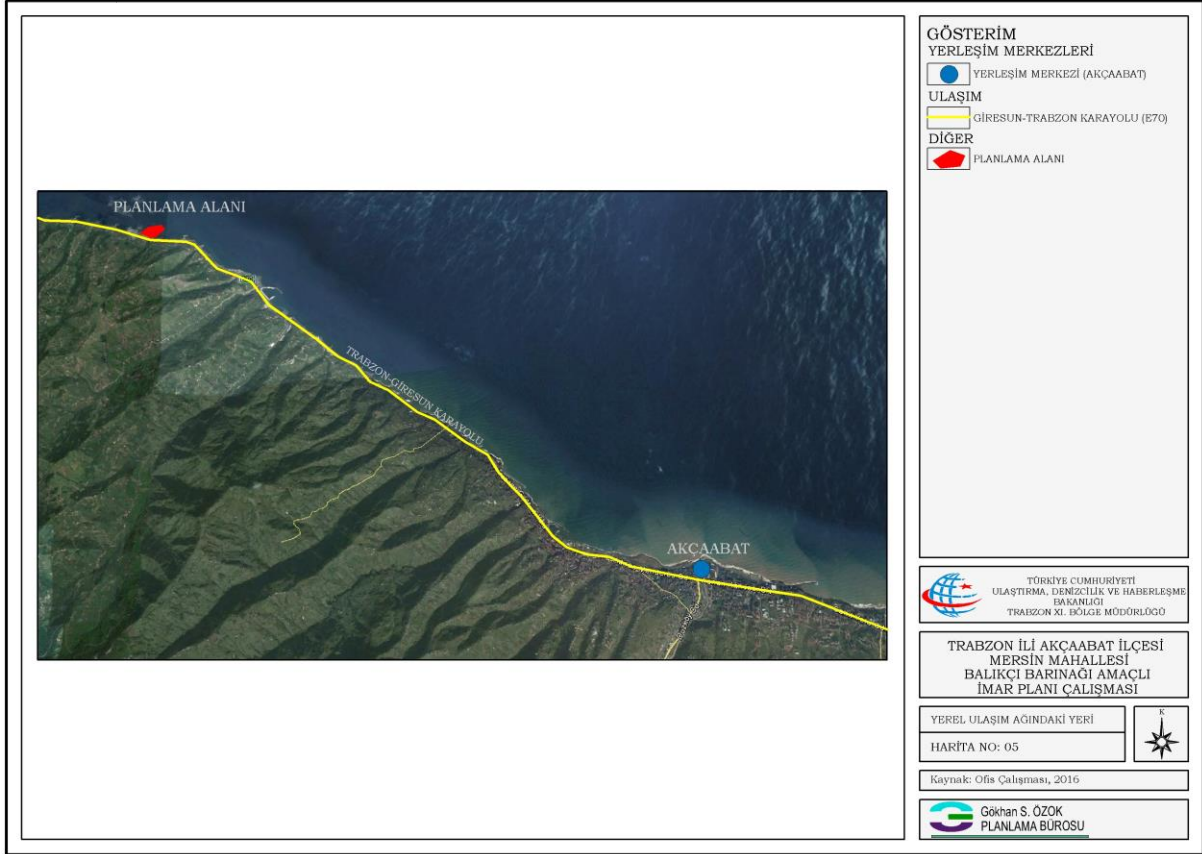 PLANLAMA ALANI
TRABZON-GİRESUN KARAYOLU
AKÇAABAT
GÖSTERİM
YERLEŞİM MERKEZLERİ
YERLEŞİM MERKEZİ (AKÇAABAT)
ULAŞIM
GİRESUN-TRABZON KARAYOLU (E70)
DİĞER
PLANLAMA ALANI
TÜRKİYE CUMHURİYETİ
ULAŞTIRMA, DENİZCİLİK VE HABERLEŞME
BAKANLIĞI
TRABZON XI. BÖLGE MÜDÜRLÜĞÜ
TRABZON İLİ AKÇAABAT İLÇESİ
MERSİN MAHALLESİ
BALIKÇI BARINAĞI AMAÇLI
İMAR PLANI ÇALIŞMASI
YEREL ULAŞIM AĞINDAKİ YERİ
K
HARİTA NO: 05
Kaynak: Ofis Çalışması, 2016
Gökhan S. ÖZOK
PLANLAMA BÜROSU